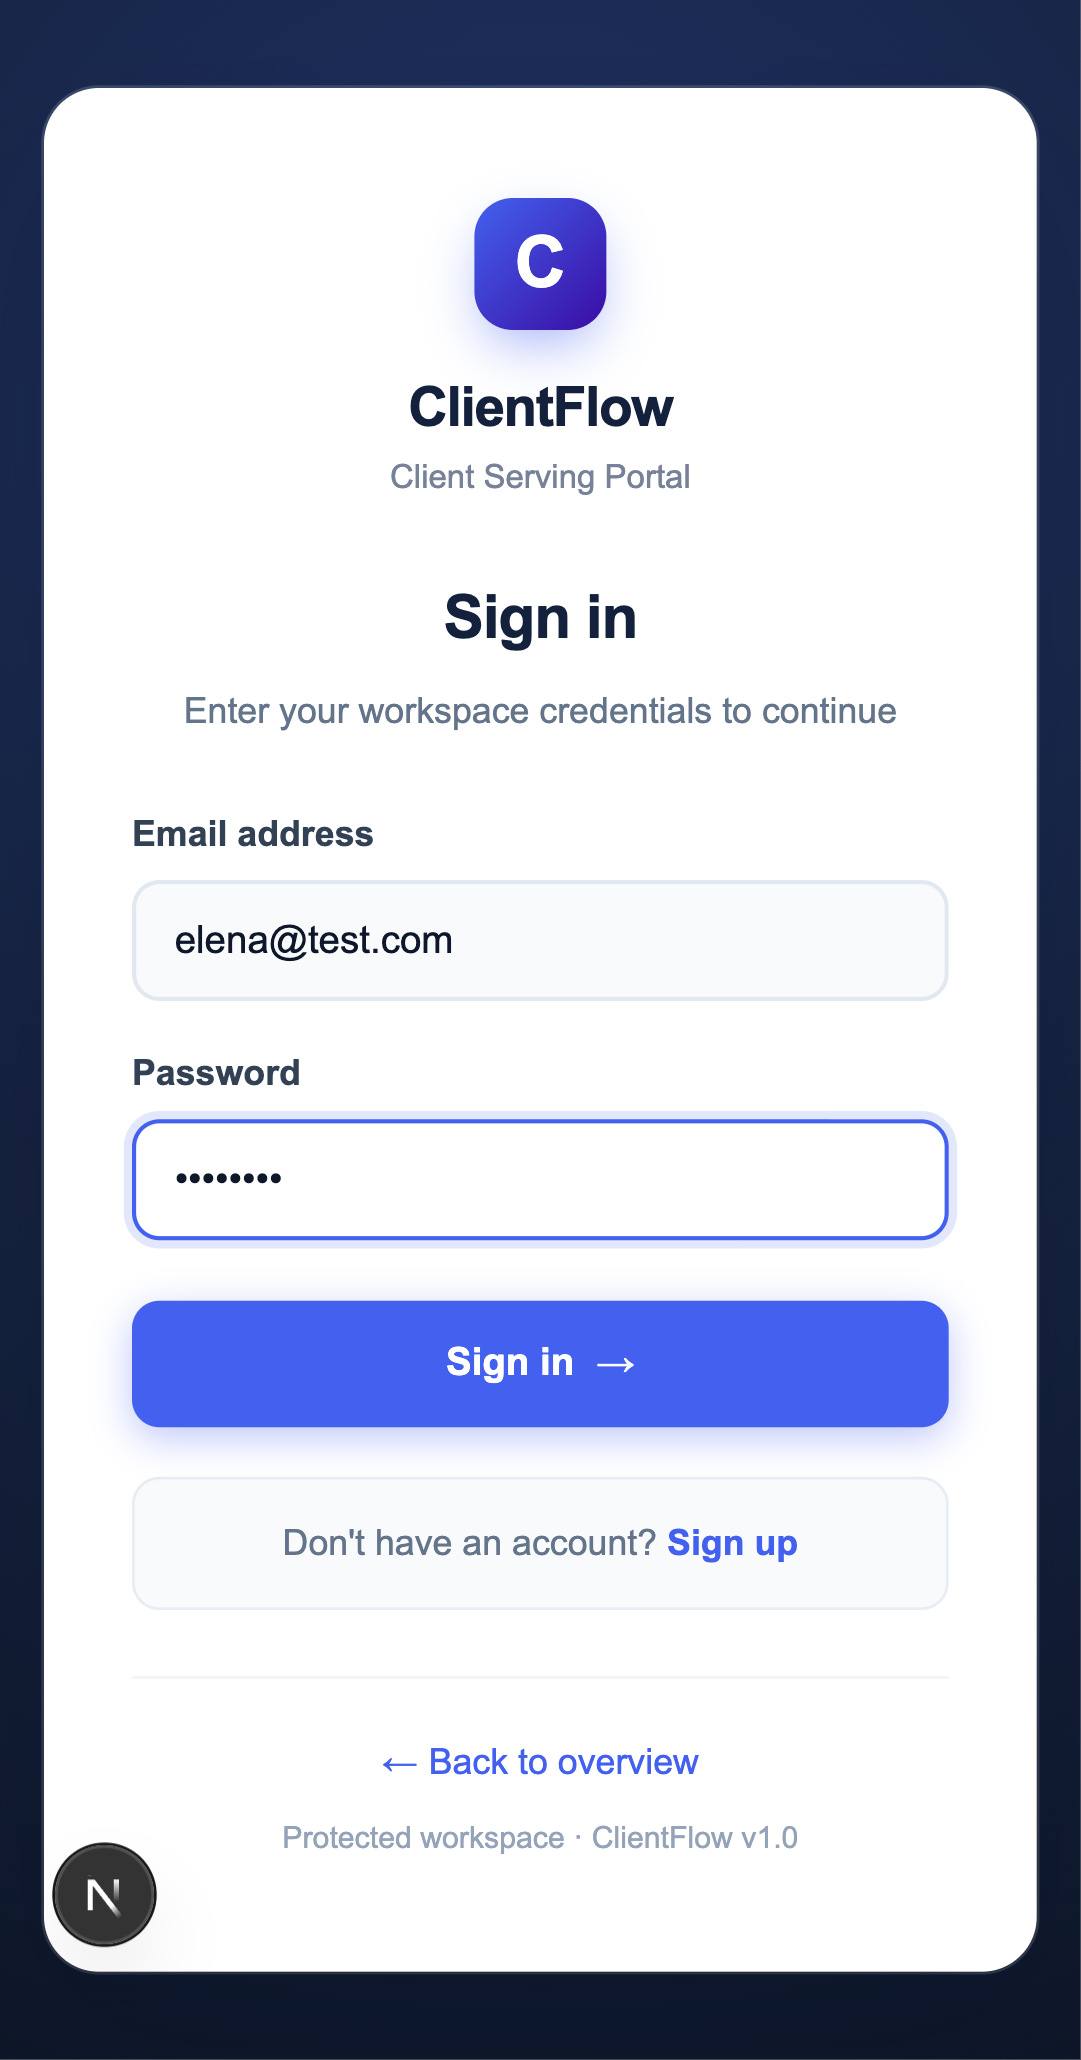 C
ClientFlow
Client Serving Portal
Sign in
Enter your workspace credentials to continue
Email address
elena@test.com
Password
••••••••
Sign in →
Don't have an account? Sign up
← Back to overview
Protected workspace · ClientFlow v1.0
N